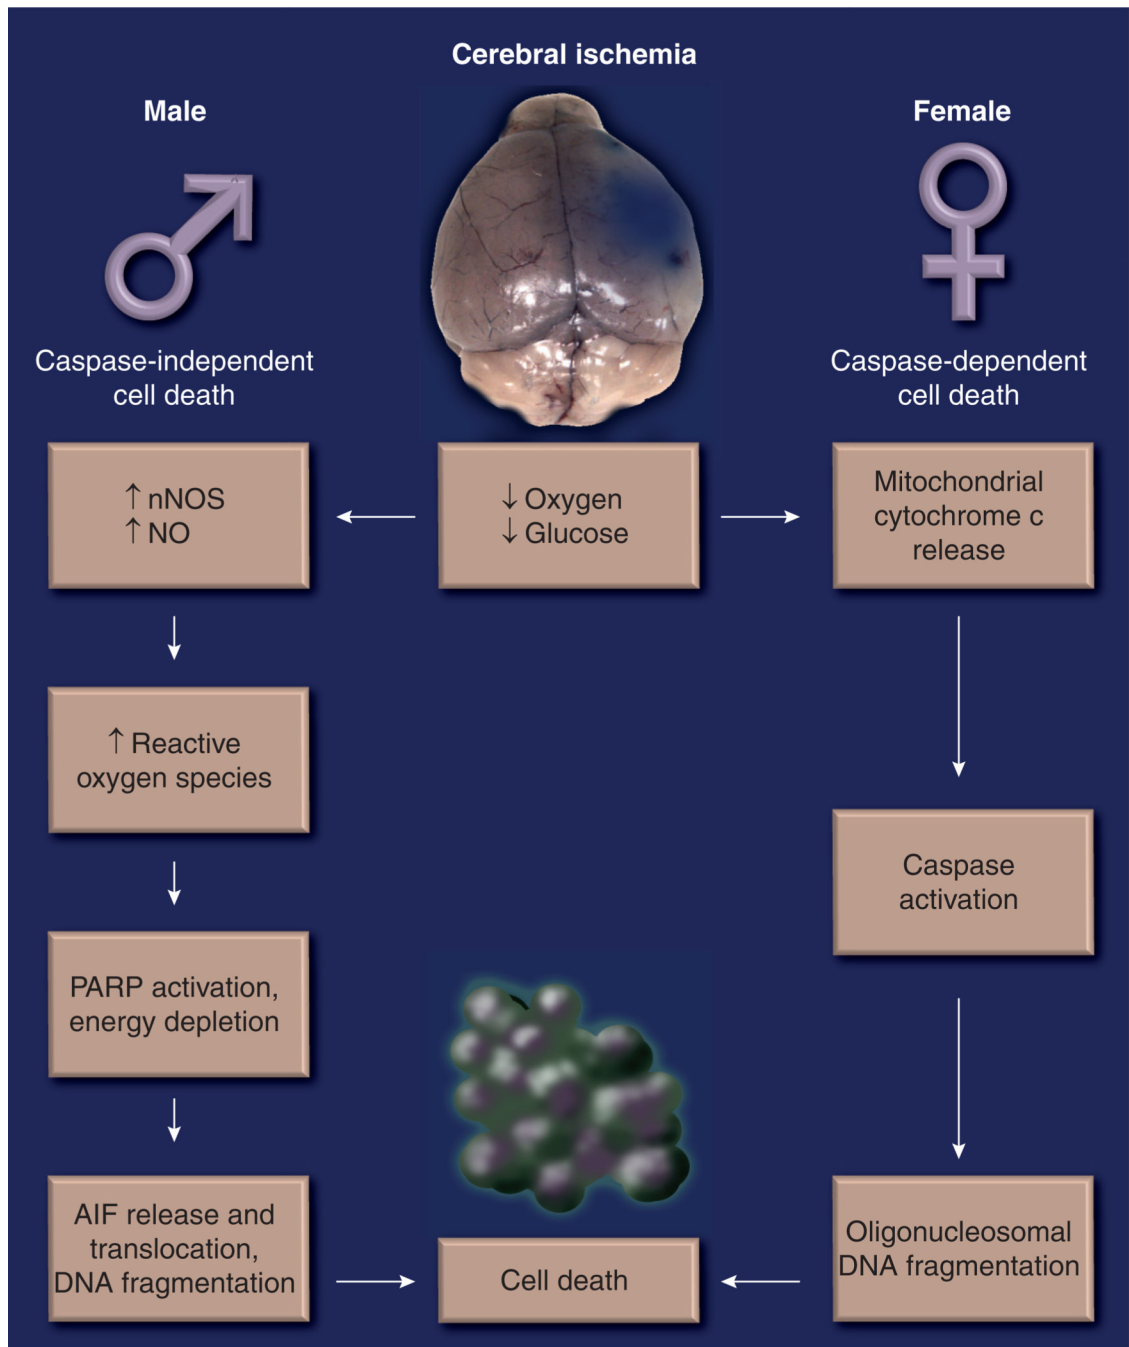 Cerebral ischemia
Male
Female
Caspase-independent
cell death
Caspase-dependent
cell death
↑ nNOS
↑ NO
↓ Oxygen
↓ Glucose
Mitochondrial
cytochrome c
release
↑ Reactive
oxygen species
Caspase
activation
PARP activation,
energy depletion
AIF release and
translocation,
DNA fragmentation
Cell death
Oligonucleosomal
DNA fragmentation